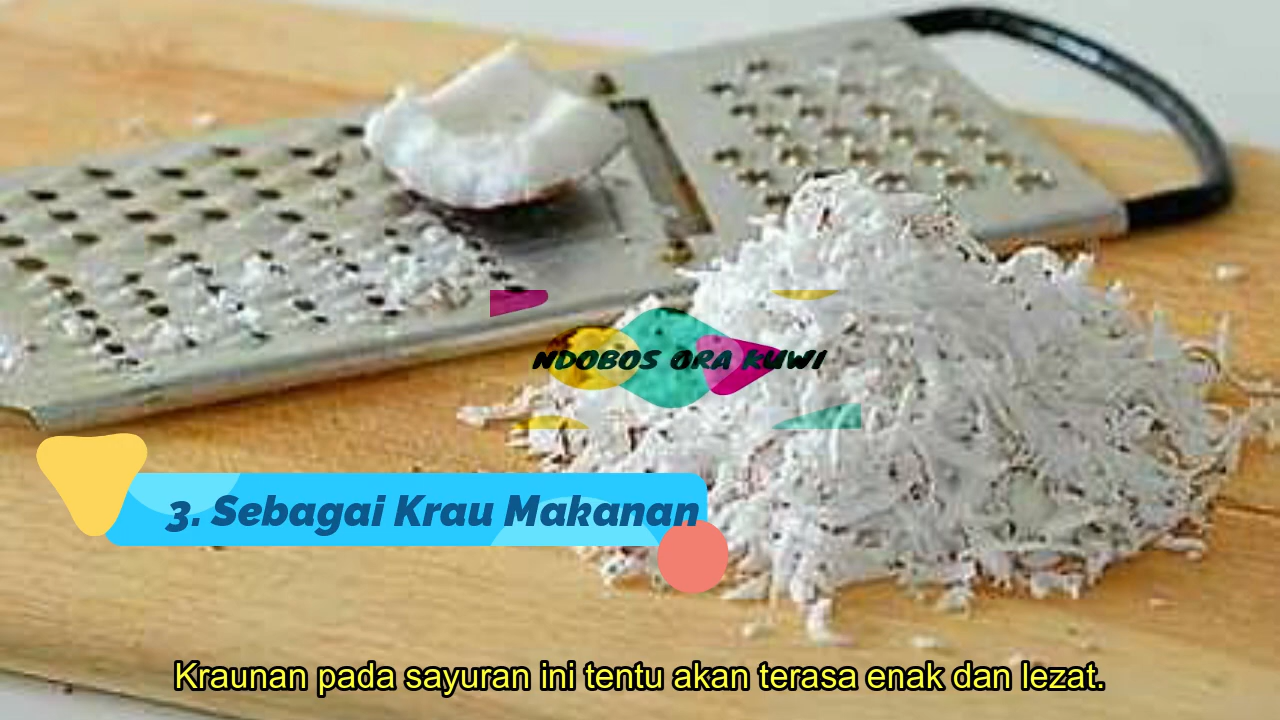 NDOBOS ORA KUWI
3. Sebagai Krau Makanan
Kraunan pada sayuran ini tentu akan terasa enak dan lezat.